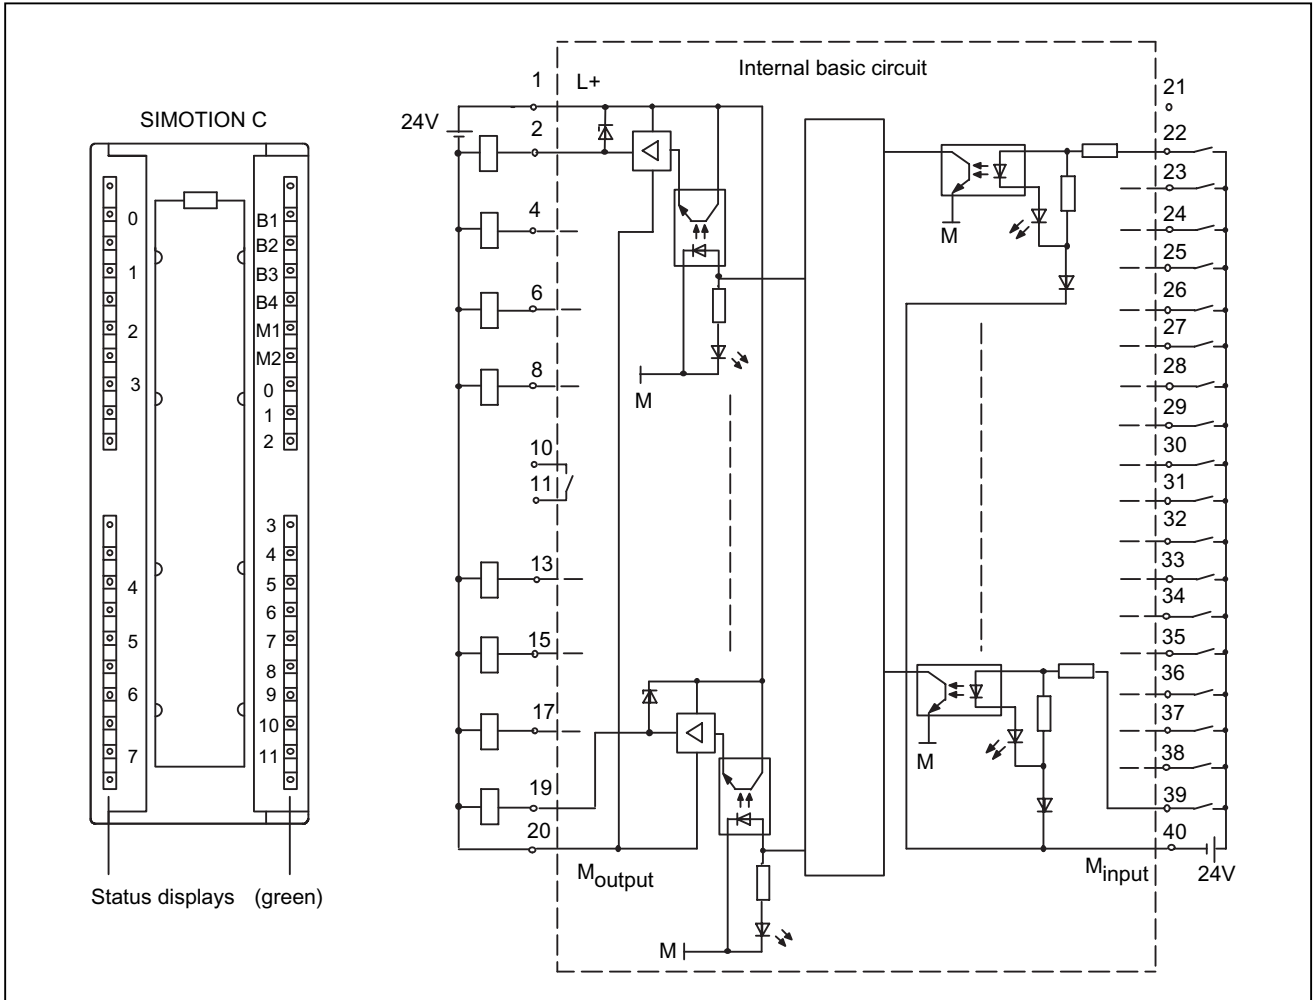 SIMOTION C
0
1
2
3
4
5
6
7
B1
B2
B3
B4
M1
M2
0
1
2
3
4
5
6
7
8
9
10
11
Status displays (green)
Internal basic circuit
24V
1
L+
2
4
6
8
10
11
13
15
17
19
20
Moutput
M
M
M
M
21
22
23
24
25
26
27
28
29
30
31
32
33
34
35
36
37
38
39
40
Minput
24V